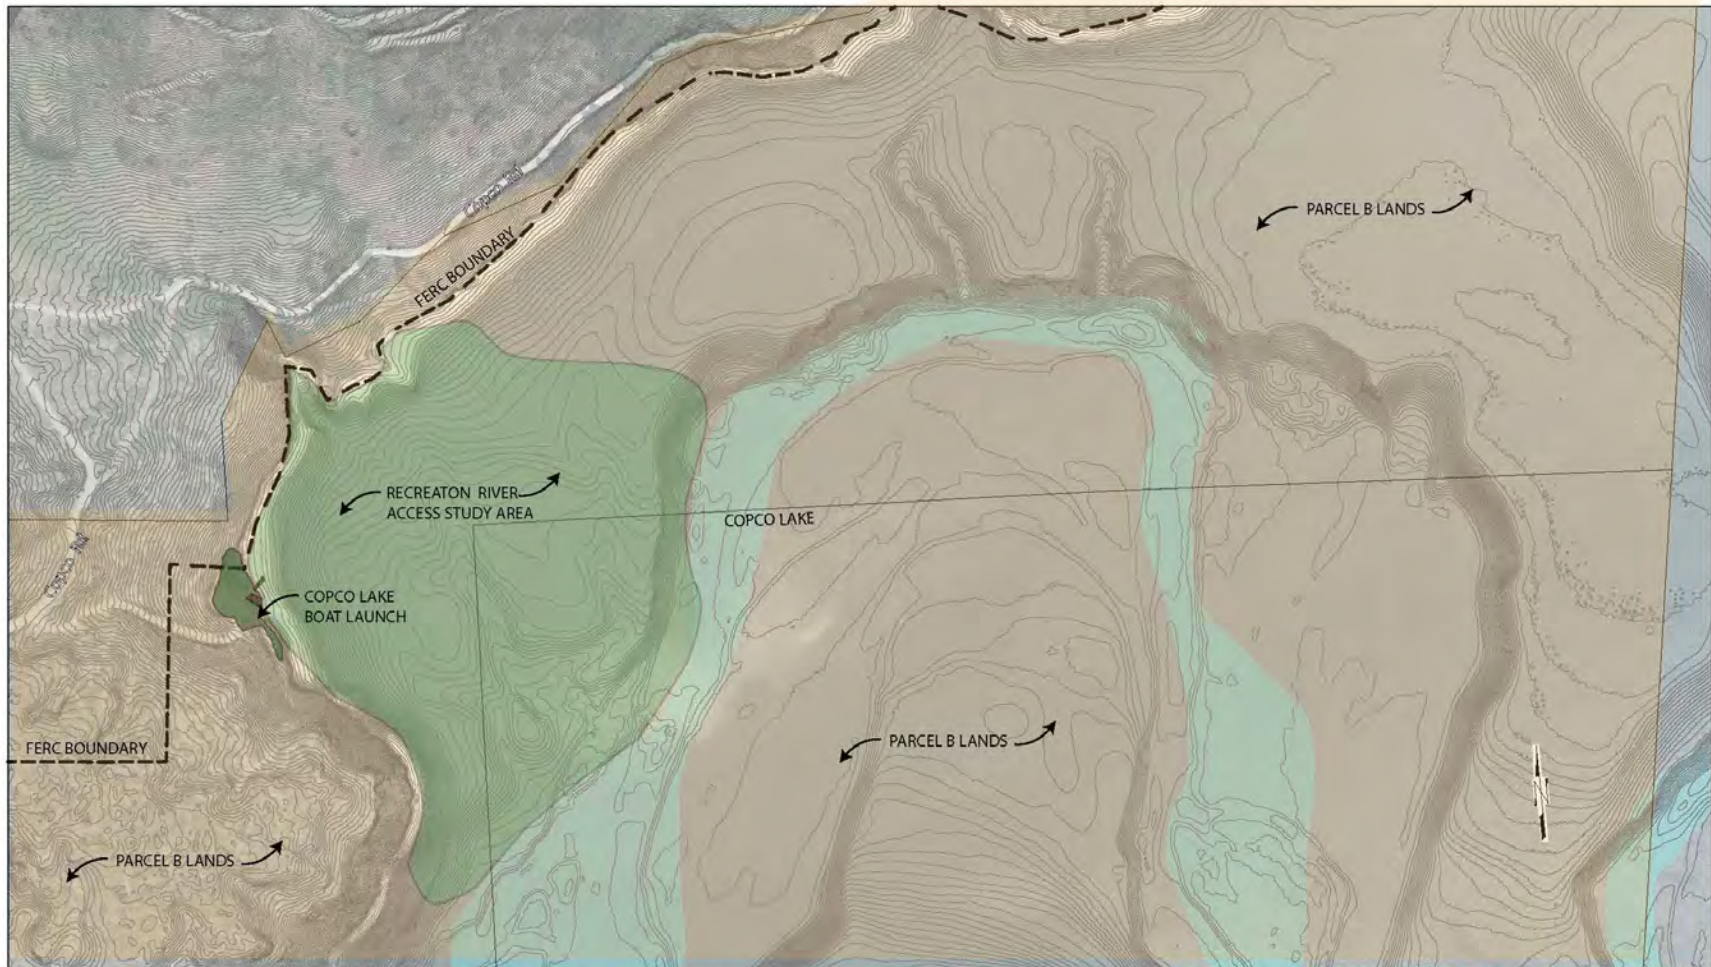 Copco Rd
PARCEL B LANDS
FERC BOUNDARY
RECREATON RIVER
ACCESS STUDY AREA
COPCO LAKE
Copco Rd
COPCO LAKE
BOAT LAUNCH
FERC BOUNDARY
PARCEL B LANDS
PARCEL B LANDS
N